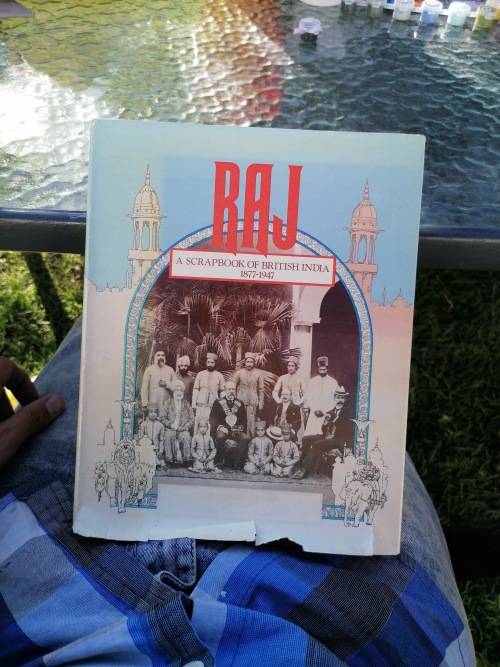 RAJ
A SCRAPBOOK OF BRITISH INDIA
1877-1947